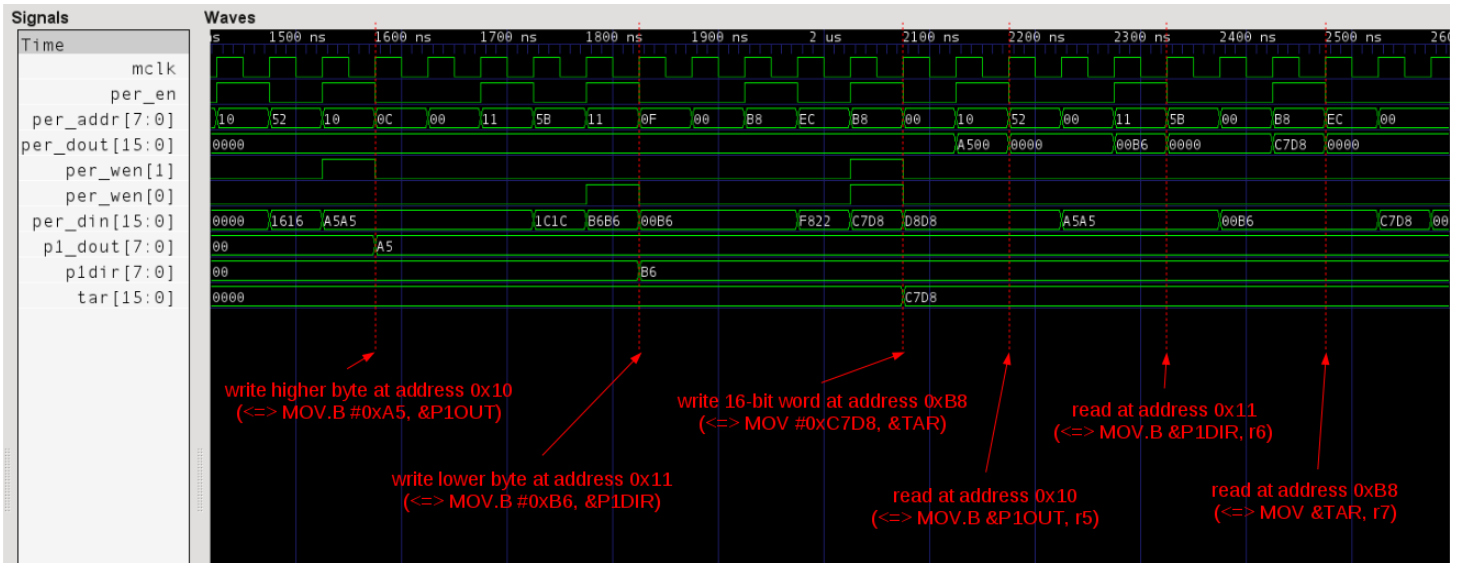 Signals
Waves
Time
s 1500 ns 1600 ns 1700 ns 1800 ns 1900 ns 2 us 2100 ns 2200 ns 2300 ns 2400 ns 2500 ns 260
mclk
per_en
per_addr[7:0] 10 52 10 0C 00 11 5B 11 0F 00 B8 EC B8 00 10 52 00 11 5B 00 B8 EC 00
per_dout[15:0] 0000 A500 0000 00B6 0000 C7D8 0000
per_wen[1]
per_wen[0]
per_din[15:0] 0000 1616 A5A5 1C1C B6B6 00B6 F822 C7D8 D8D8 A5A5 00B6 C7D8 00
p1_dout[7:0] 00 A5
p1dir[7:0] 00 B6
tar[15:0] 0000 C7D8
write higher byte at address 0x10
(<=> MOV.B #0xA5, &P1OUT)
write 16-bit word at address 0xB8
(<=> MOV #0xC7D8, &TAR)
read at address 0x11
(<=> MOV.B &P1DIR, r6)
write lower byte at address 0x11
(<=> MOV.B #0xB6, &P1DIR)
read at address 0x10
(<=> MOV.B &P1OUT, r5)
read at address 0xB8
(<=> MOV &TAR, r7)